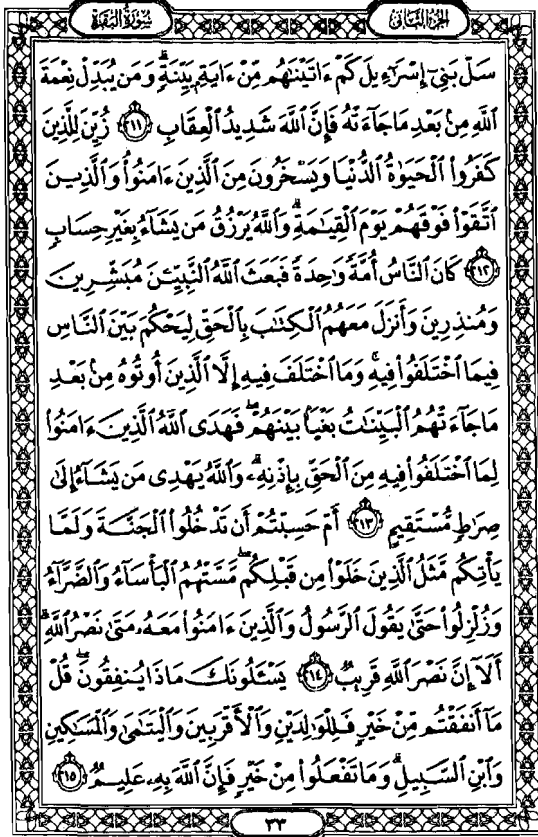 الجزء الثاني
سورة البقرة
سَلْ بَنِىٓ إِسْرَٰٓءِيلَ كَمْ ءَاتَيْنَٰهُم مِّنْ ءَايَةٍۭ بَيِّنَةٍۗ وَمَن يُبَدِّلْ نِعْمَةَ
ٱللَّهِ مِنۢ بَعْدِ مَا جَآءَتْهُ فَإِنَّ ٱللَّهَ شَدِيدُ ٱلْعِقَابِ ٢١١ زُيِّنَ لِلَّذِينَ
كَفَرُوا۟ ٱلْحَيَوٰةُ ٱلدُّنْيَا وَيَسْخَرُونَ مِنَ ٱلَّذِينَ ءَامَنُوا۟ۘ وَٱلَّذِينَ
ٱتَّقَوْا۟ فَوْقَهُمْ يَوْمَ ٱلْقِيَٰمَةِۗ وَٱللَّهُ يَرْزُقُ مَن يَشَآءُ بِغَيْرِ حِسَابٍ
٢١٢ كَانَ ٱلنَّاسُ أُمَّةً وَٰحِدَةً فَبَعَثَ ٱللَّهُ ٱلنَّبِيِّۦنَ مُبَشِّرِينَ
وَمُنذِرِينَ وَأَنزَلَ مَعَهُمُ ٱلْكِتَٰبَ بِٱلْحَقِّ لِيَحْكُمَ بَيْنَ ٱلنَّاسِ
فِيمَا ٱخْتَلَفُوا۟ فِيهِۚ وَمَا ٱخْتَلَفَ فِيهِ إِلَّا ٱلَّذِينَ أُوتُوهُ مِنۢ بَعْدِ
مَا جَآءَتْهُمُ ٱلْبَيِّنَٰتُ بَغْيًۢا بَيْنَهُمْۖ فَهَدَى ٱللَّهُ ٱلَّذِينَ ءَامَنُوا۟
لِمَا ٱخْتَلَفُوا۟ فِيهِ مِنَ ٱلْحَقِّ بِإِذْنِهِۦۗ وَٱللَّهُ يَهْدِى مَن يَشَآءُ إِلَىٰ
صِرَٰطٍ مُّسْتَقِيمٍ ٢١٣ أَمْ حَسِبْتُمْ أَن تَدْخُلُوا۟ ٱلْجَنَّةَ وَلَمَّا
يَأْتِكُم مَّثَلُ ٱلَّذِينَ خَلَوْا۟ مِن قَبْلِكُمۖ مَّسَّتْهُمُ ٱلْبَأْسَآءُ وَٱلضَّرَّآءُ
وَزُلْزِلُوا۟ حَتَّىٰ يَقُولَ ٱلرَّسُولُ وَٱلَّذِينَ ءَامَنُوا۟ مَعَهُۥ مَتَىٰ نَصْرُ ٱللَّهِۗ
أَلَآ إِنَّ نَصْرَ ٱللَّهِ قَرِيبٌ ٢١٤ يَسْـَٔلُونَكَ مَاذَا يُنفِقُونَۖ قُلْ
مَآ أَنفَقْتُم مِّنْ خَيْرٍ فَلِلْوَٰلِدَيْنِ وَٱلْأَقْرَبِينَ وَٱلْيَتَٰمَىٰ وَٱلْمَسَٰكِينِ
وَٱبْنِ ٱلسَّبِيلِۗ وَمَا تَفْعَلُوا۟ مِنْ خَيْرٍ فَإِنَّ ٱللَّهَ بِهِۦ عَلِيمٌ ٢١٥
٣٣